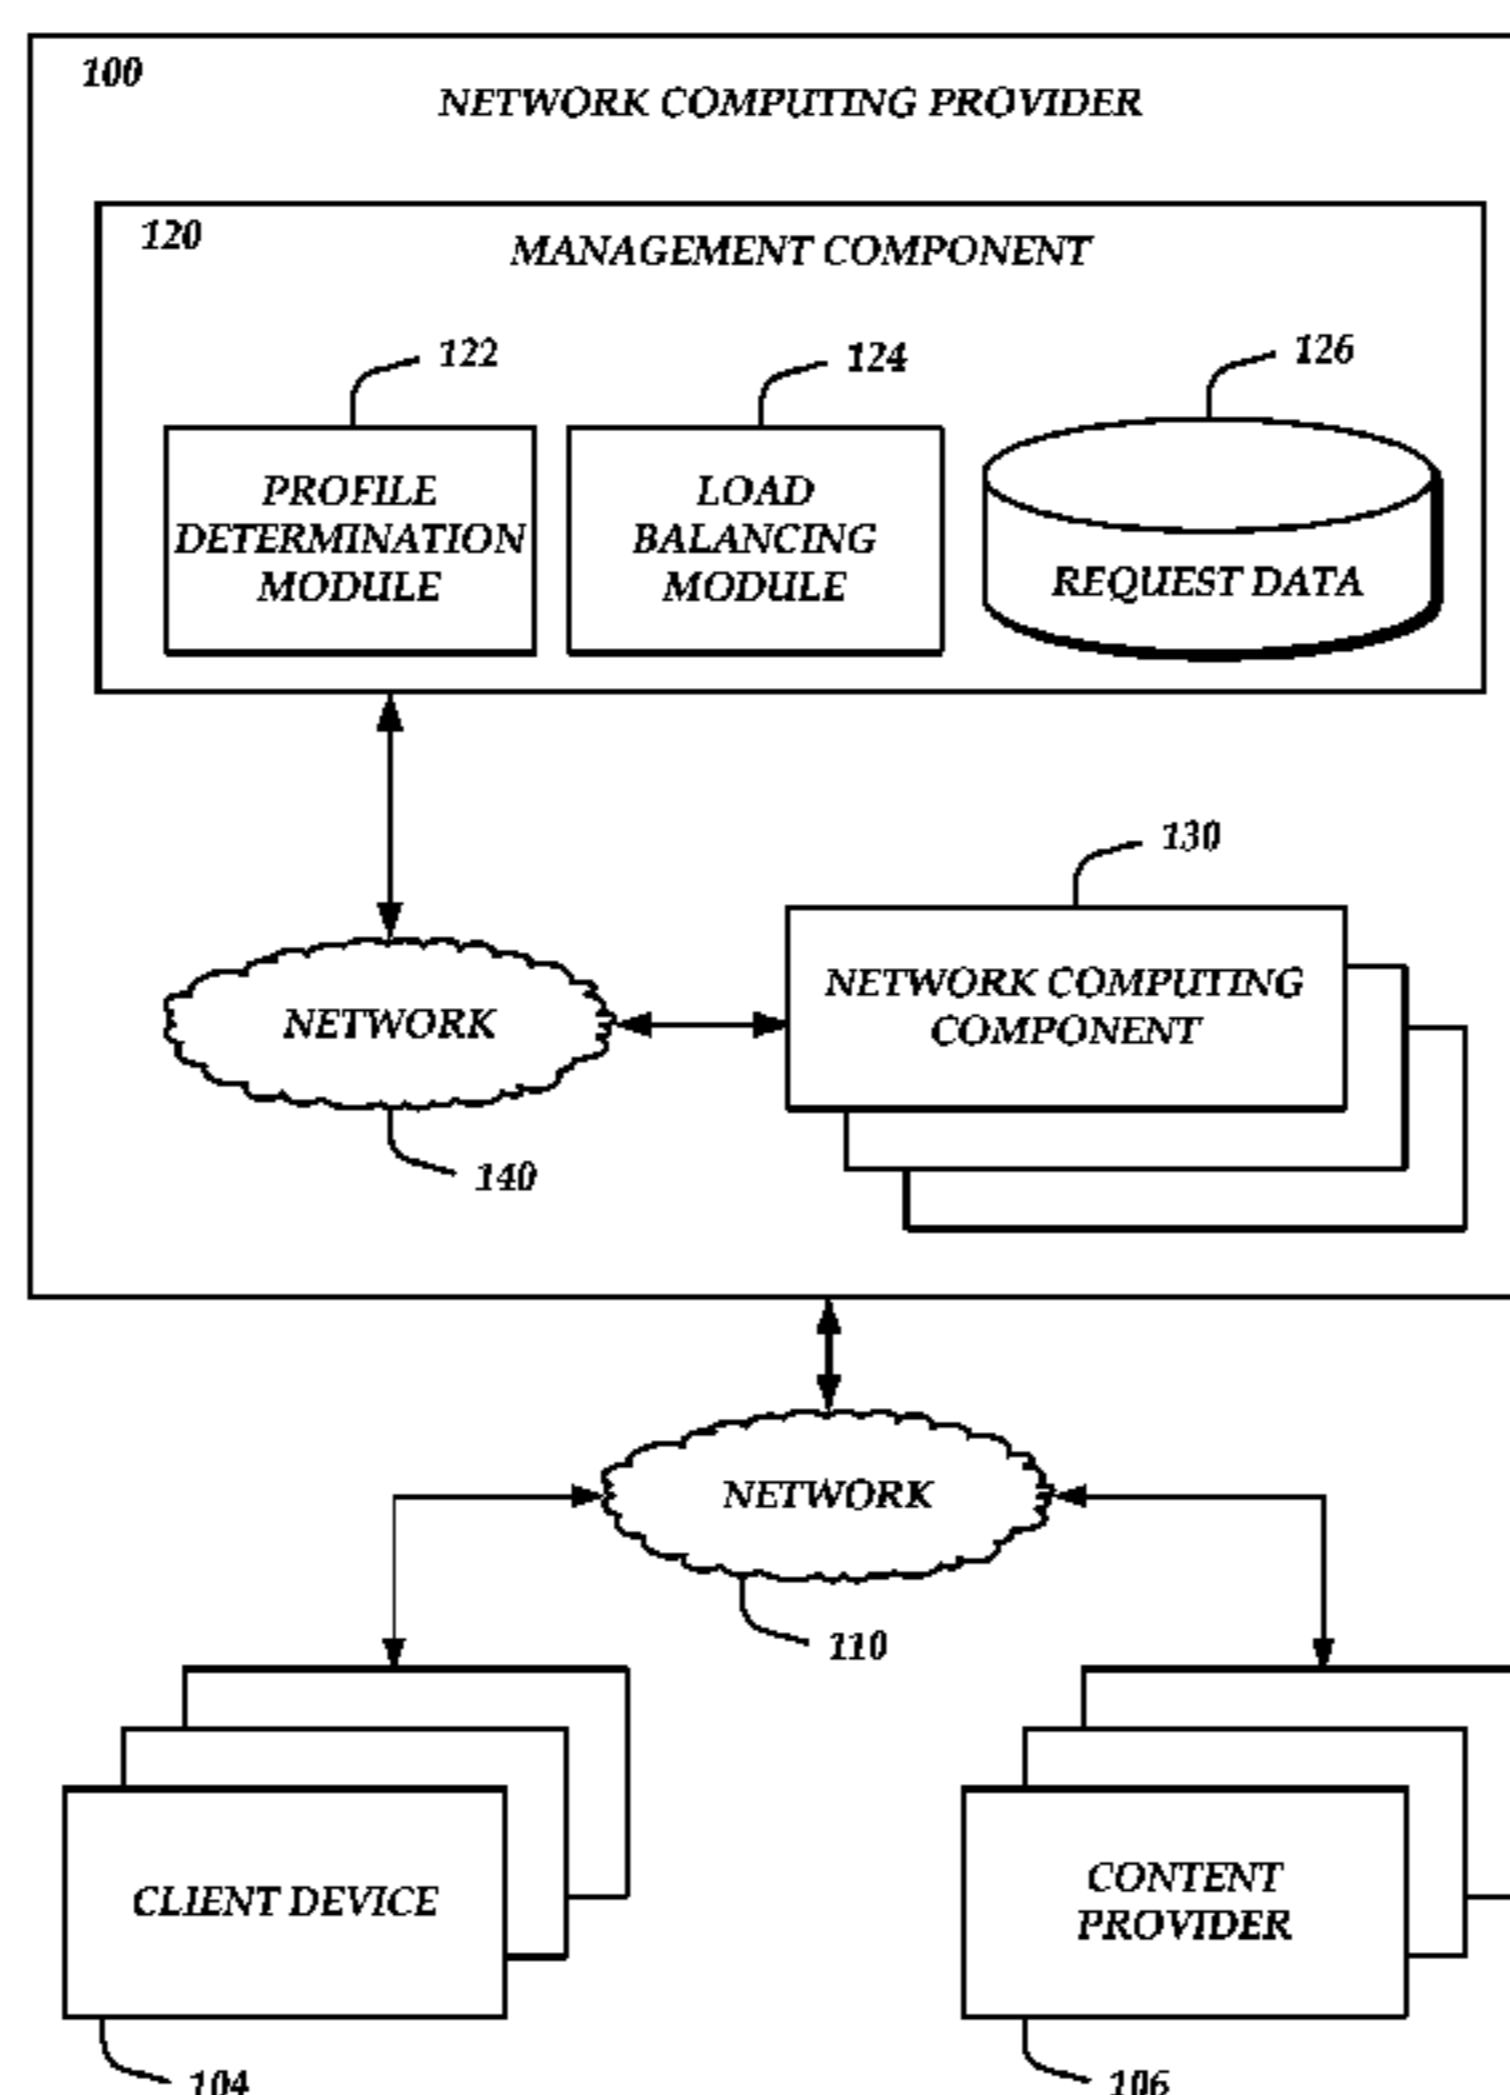 100
NETWORK COMPUTING PROVIDER
120
MANAGEMENT COMPONENT
122
124
126
PROFILE
DETERMINATION
MODULE
LOAD
BALANCING
MODULE
REQUEST DATA
130
NETWORK COMPUTING
COMPONENT
NETWORK
140
NETWORK
110
CLIENT DEVICE
CONTENT
PROVIDER
104
106